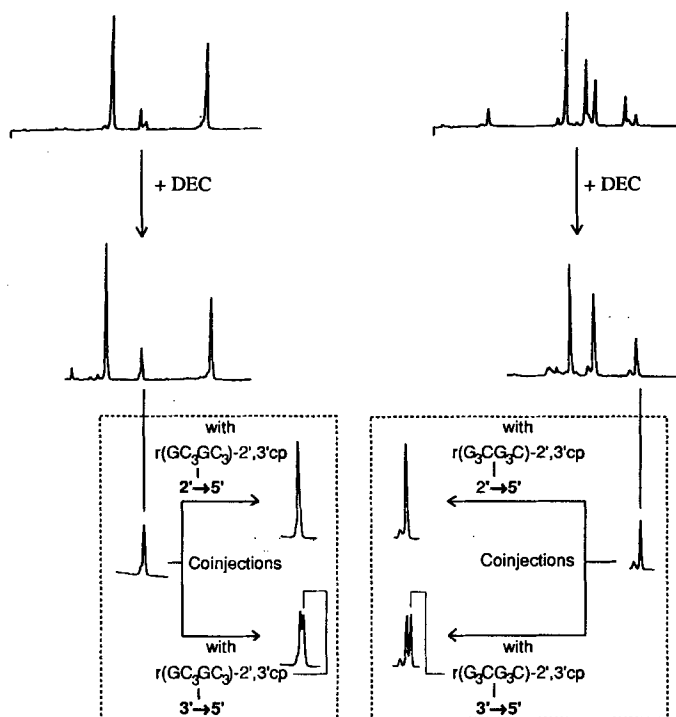 + DEC
+ DEC
with
r(GC₃GC₃)-2',3'cp
2'→5'
Coinjections
with
r(GC₃GC₃)-2',3'cp
3'→5'
with
r(G₃CG₃C)-2',3'cp
2'→5'
Coinjections
with
r(G₃CG₃C)-2',3'cp
3'→5'